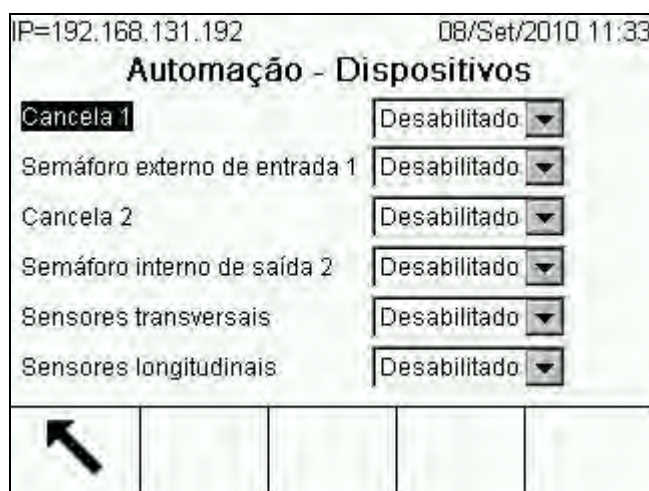 IP=192.168.131.192 08/Set/2010 11:33
Automação - Dispositivos
Cancela 1 Desabilitado
Semáforo externo de entrada 1 Desabilitado
Cancela 2 Desabilitado
Semáforo interno de saída 2 Desabilitado
Sensores transversais Desabilitado
Sensores longitudinais Desabilitado